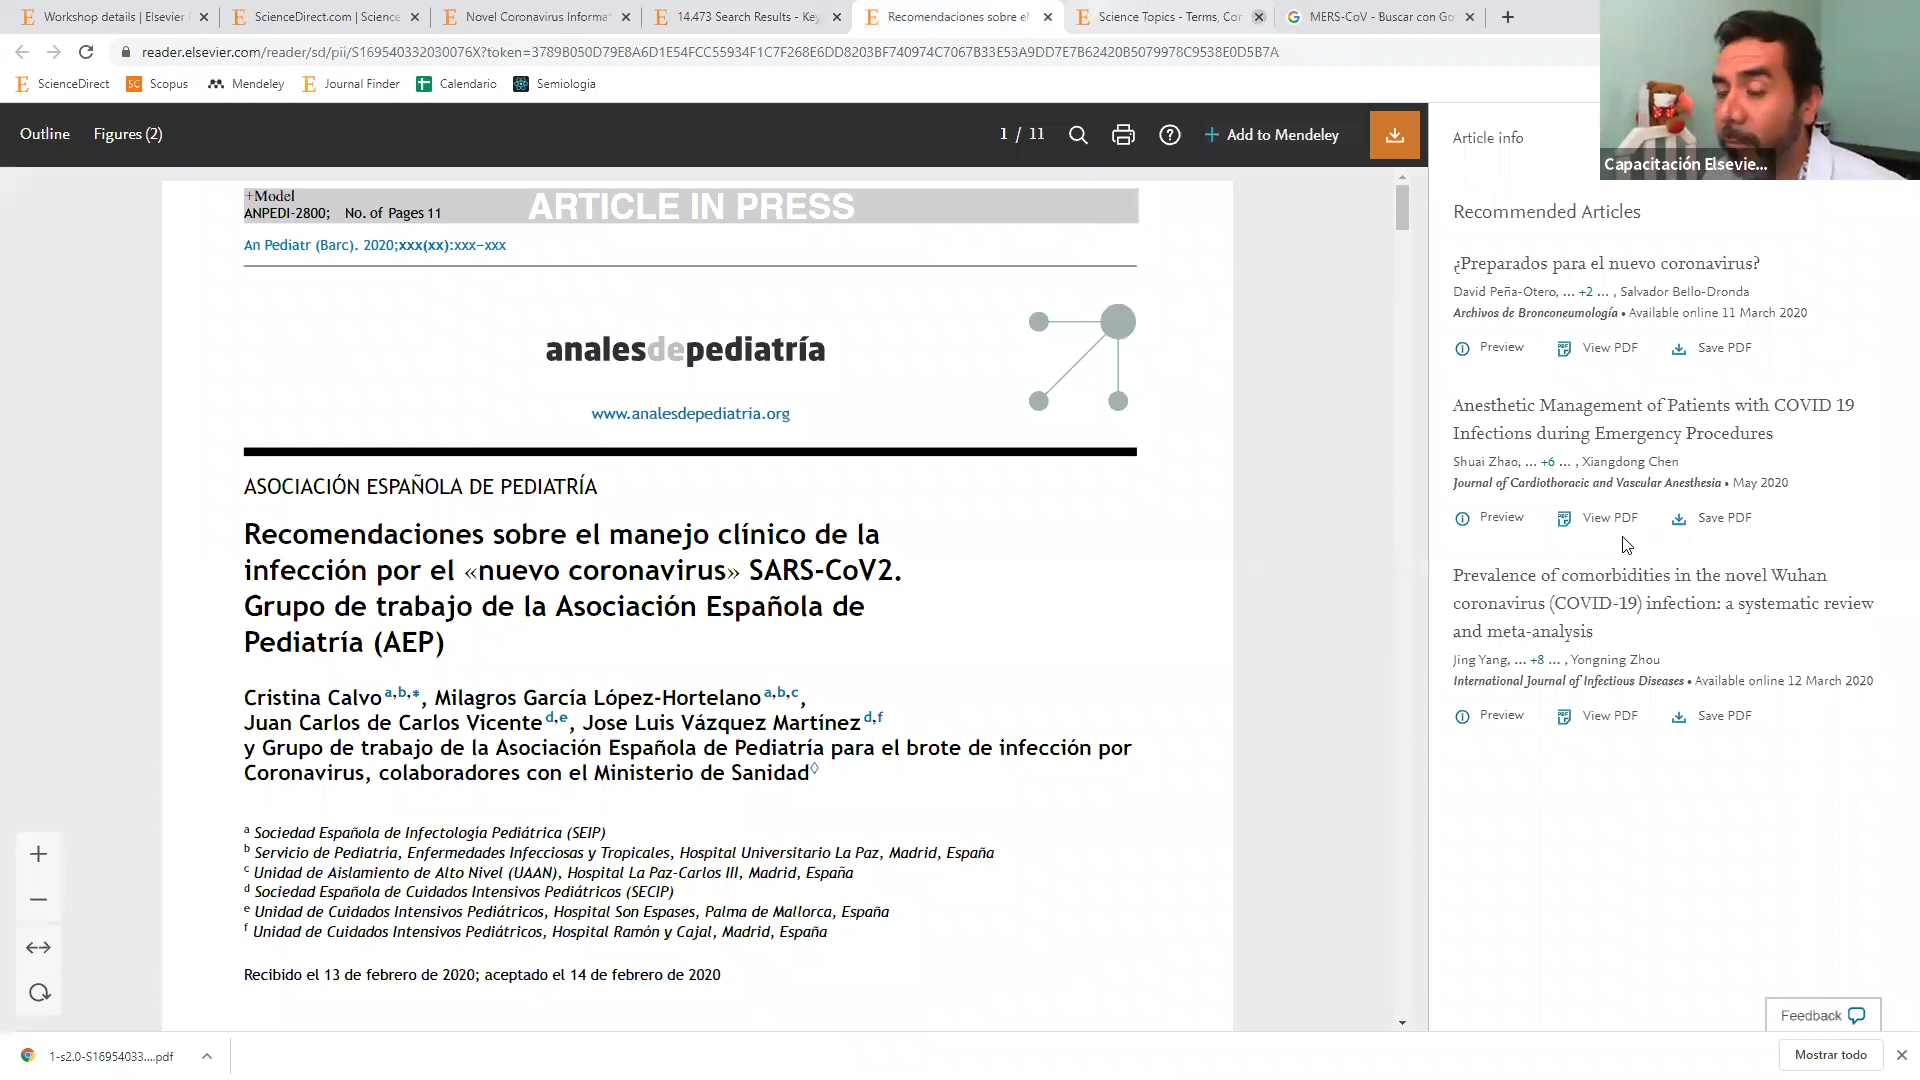 Workshop details | Elsevier
ScienceDirect.com | Science
Novel Coronavirus Informa
14.473 Search Results - Key
Recomendaciones sobre el
Science Topics - Terms, Co
MERS-CoV - Buscar con Go
reader.elsevier.com/reader/sd/pii/S169540332030076X?token=3789B050D79E8A6D1E54FCC55934F1C7F268E6DD8203BF740974C7067B33E53A9DD7E7B62420B5079978C9538E0D5B7A
ScienceDirect
Scopus
Mendeley
Journal Finder
Calendario
Semiologia
Outline
Figures (2)
1 / 11
+ Add to Mendeley
Article info
Capacitación Elsevie...
+Model
ANPEDI-2800; No. of Pages 11
ARTICLE IN PRESS
An Pediatr (Barc). 2020;xxx(xx):xxx–xxx
analesdepediatría
www.analesdepediatria.org
ASOCIACIÓN ESPAÑOLA DE PEDIATRÍA
Recomendaciones sobre el manejo clínico de la
infección por el «nuevo coronavirus» SARS-CoV2.
Grupo de trabajo de la Asociación Española de
Pediatría (AEP)
Cristina Calvo a,b,*, Milagros García López-Hortelano a,b,c,
Juan Carlos de Carlos Vicente d,e, Jose Luis Vázquez Martínez d,f
y Grupo de trabajo de la Asociación Española de Pediatría para el brote de infección por
Coronavirus, colaboradores con el Ministerio de Sanidad◊
a Sociedad Española de Infectología Pediátrica (SEIP)
b Servicio de Pediatría, Enfermedades Infecciosas y Tropicales, Hospital Universitario La Paz, Madrid, España
c Unidad de Aislamiento de Alto Nivel (UAAN), Hospital La Paz-Carlos III, Madrid, España
d Sociedad Española de Cuidados Intensivos Pediátricos (SECIP)
e Unidad de Cuidados Intensivos Pediátricos, Hospital Son Espases, Palma de Mallorca, España
f Unidad de Cuidados Intensivos Pediátricos, Hospital Ramón y Cajal, Madrid, España
Recibido el 13 de febrero de 2020; aceptado el 14 de febrero de 2020
Recommended Articles
¿Preparados para el nuevo coronavirus?
David Peña-Otero, ... +2 ... , Salvador Bello-Dronda
Archivos de Bronconeumología • Available online 11 March 2020
Preview
View PDF
Save PDF
Anesthetic Management of Patients with COVID 19
Infections during Emergency Procedures
Shuai Zhao, ... +6 ... , Xiangdong Chen
Journal of Cardiothoracic and Vascular Anesthesia • May 2020
Preview
View PDF
Save PDF
Prevalence of comorbidities in the novel Wuhan
coronavirus (COVID-19) infection: a systematic review
and meta-analysis
Jing Yang, ... +8 ... , Yongning Zhou
International Journal of Infectious Diseases • Available online 12 March 2020
Preview
View PDF
Save PDF
Feedback
1-s2.0-S16954033....pdf
Mostrar todo